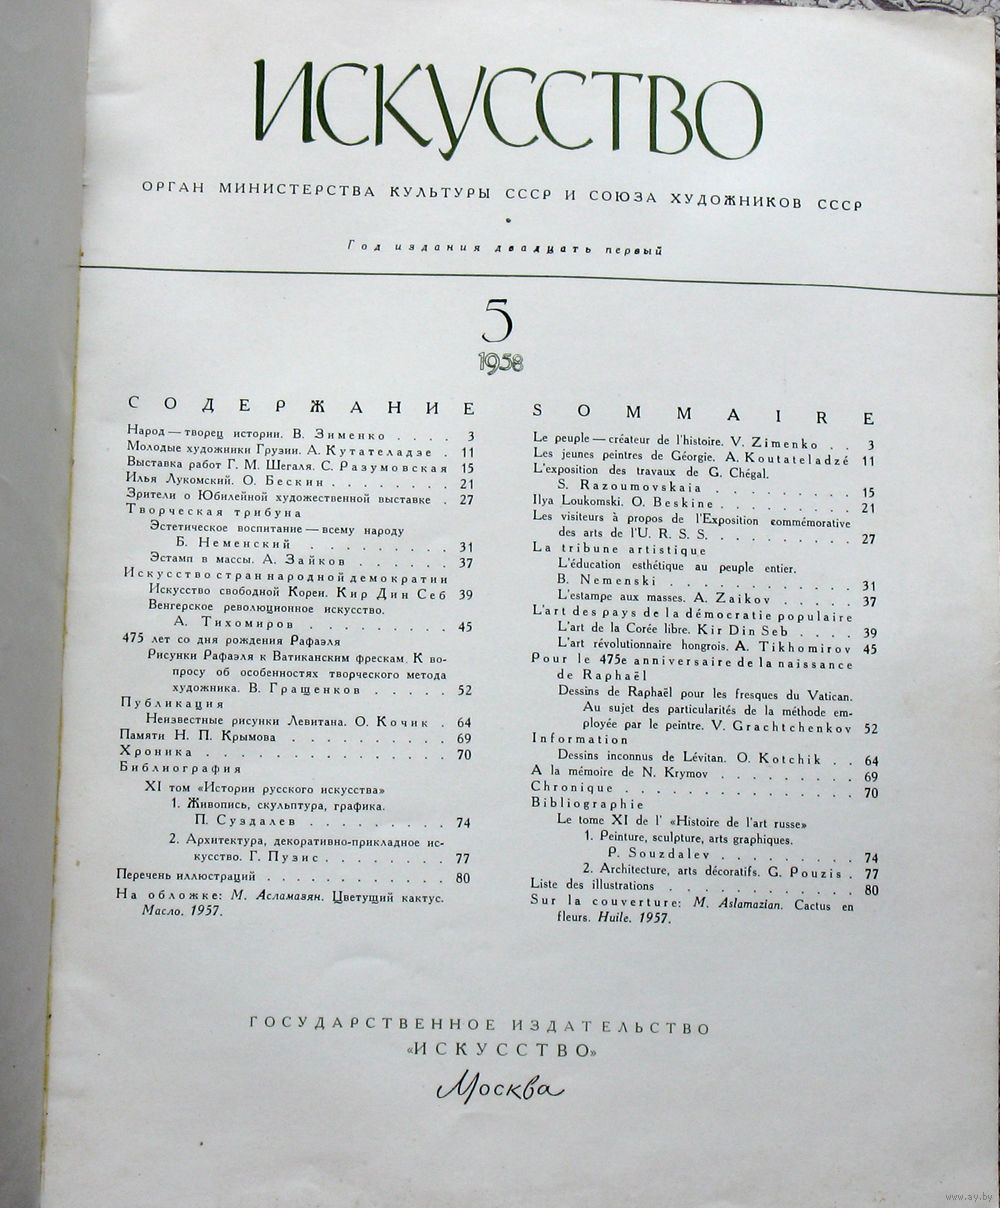 ИСКУССТВО
ОРГАН МИНИСТЕРСТВА КУЛЬТУРЫ СССР И СОЮЗА ХУДОЖНИКОВ СССР
Год издания двадцать первый
5
1958
СОДЕРЖАНИЕ
Народ — творец истории. В. Зименко . . . . 3
Молодые художники Грузии. А. Кутателадзе . 11
Выставка работ Г. М. Шегаля. С. Разумовская 15
Илья Лукомский. О. Бескин . . . . . . . . 21
Зрители о Юбилейной художественной выставке . 27
Творческая трибуна
Эстетическое воспитание — всему народу
Б. Неменский . . . . . . . . . 31
Эстамп в массы. А. Зайков . . . . . . 37
Искусство стран народной демократии
Искусство свободной Кореи. Кир Дин Себ 39
Венгерское революционное искусство.
А. Тихомиров . . . . . . . . . 45
475 лет со дня рождения Рафаэля
Рисунки Рафаэля к Ватиканским фрескам. К во-
просу об особенностях творческого метода
художника. В. Гращенков . . . . . 52
Публикация
Неизвестные рисунки Левитана. О. Кочик . 64
Памяти Н. П. Крымова . . . . . . . . . . 69
Хроника . . . . . . . . . . . . . . 70
Библиография
XI том «Истории русского искусства»
1. Живопись, скульптура, графика.
П. Суздалев . . . . . . . . . 74
2. Архитектура, декоративно-прикладное ис-
кусство. Г. Пузис . . . . . . . . 77
Перечень иллюстраций . . . . . . . . . . . . 80
На обложке: М. Асламазян. Цветущий кактус.
Масло. 1957.
SOMMAIRE
Le peuple — créateur de l'histoire. V. Zimenko . . 3
Les jeunes peintres de Géorgie. A. Koutateladzé 11
L'exposition des travaux de G. Chégal.
S. Razoumovskaia . . . . . . . . . 15
Ilya Loukomski. O. Beskine . . . . . . . . . 21
Les visiteurs à propos de l'Exposition commémorative
des arts de l'U. R. S. S. . . . . . . . . . 27
La tribune artistique
L'éducation esthétique au peuple entier.
B. Nemenski . . . . . . . . . . . 31
L'estampe aux masses. A. Zaikov . . . . . 37
L'art des pays de la démocratie populaire
L'art de la Corée libre. Kir Din Seb . . . . 39
L'art révolutionnaire hongrois. A. Tikhomirov 45
Pour le 475e anniversaire de la naissance
de Raphaël
Dessins de Raphaël pour les fresques du Vatican.
Au sujet des particularités de la méthode em-
ployée par le peintre. V. Grachtchenkov 52
Information
Dessins inconnus de Lévitan. O. Kotchik . . 64
A la mémoire de N. Krymov . . . . . . . . . 69
Chronique . . . . . . . . . . . . . . . 70
Bibliographie
Le tome XI de l' «Histoire de l'art russe»
1. Peinture, sculpture, arts graphiques.
P. Souzdalev . . . . . . . . . 74
2. Architecture, arts décoratifs. G. Pouzis . 77
Liste des illustrations . . . . . . . . . . . . 80
Sur la couverture: M. Aslamazian. Cactus en
fleurs. Huile. 1957.
ГОСУДАРСТВЕННОЕ ИЗДАТЕЛЬСТВО
«ИСКУССТВО»
Москва
www.ay.by